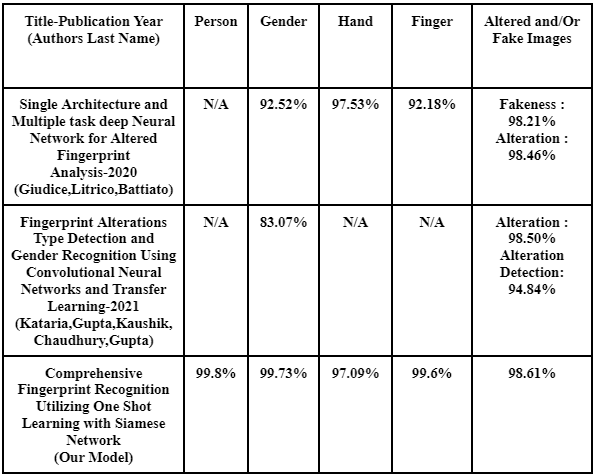 Title-Publication Year
(Authors Last Name)
Person
Gender
Hand
Finger
Altered and/Or
Fake Images
Single Architecture and
Multiple task deep Neural
Network for Altered
Fingerprint
Analysis-2020
(Giudice,Litrico,Battiato)
N/A
92.52%
97.53%
92.18%
Fakeness :
98.21%
Alteration :
98.46%
Fingerprint Alterations
Type Detection and
Gender Recognition Using
Convolutional Neural
Networks and Transfer
Learning-2021
(Kataria,Gupta,Kaushik,
Chaudhury,Gupta)
N/A
83.07%
N/A
N/A
Alteration :
98.50%
Alteration
Detection:
94.84%
Comprehensive
Fingerprint Recognition
Utilizing One Shot
Learning with Siamese
Network
(Our Model)
99.8%
99.73%
97.09%
99.6%
98.61%